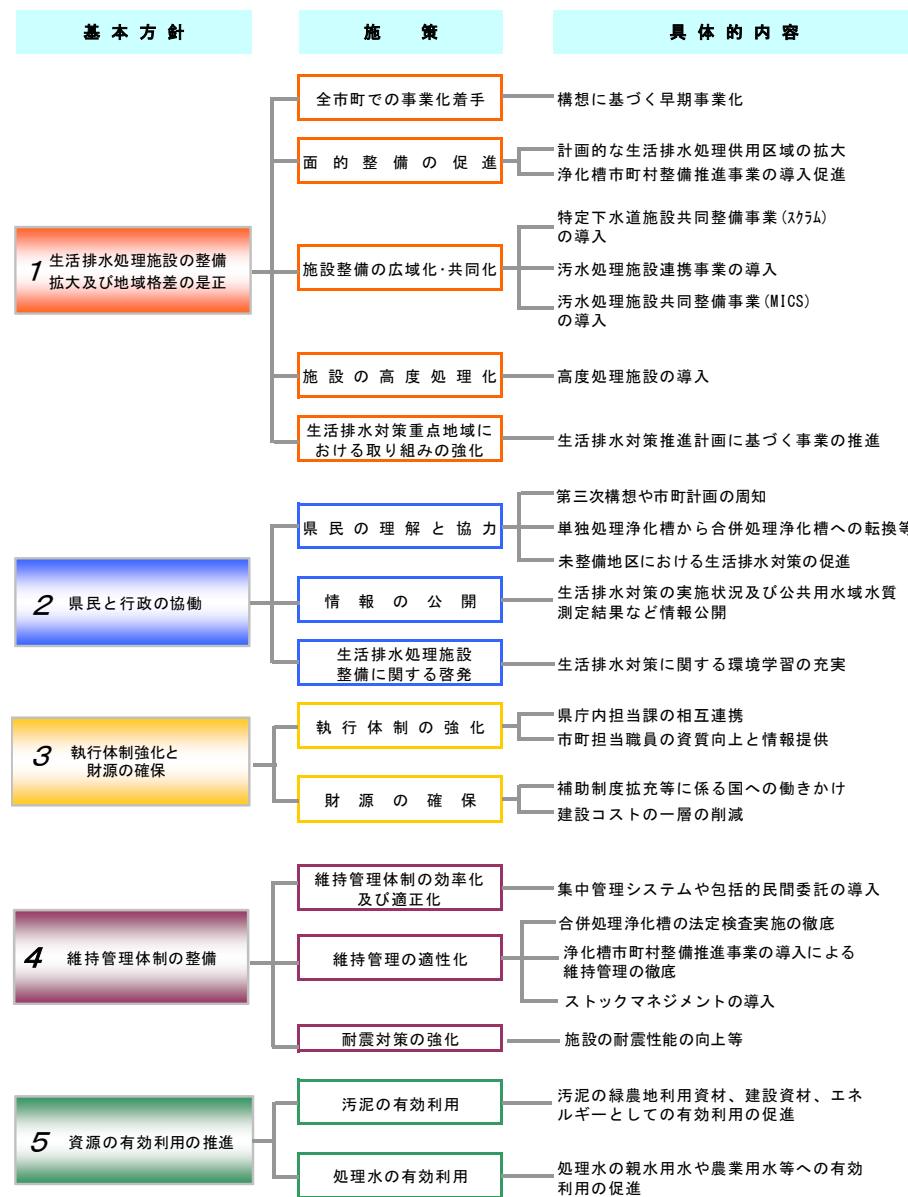 基本方針
施策
具体的内容
1
生活排水処理施設の整備
拡大及び地域格差の是正
全市町での事業化着手
構想に基づく早期事業化
面的整備の促進
計画的な生活排水処理供用区域の拡大
浄化槽市町村整備推進事業の導入促進
施設整備の広域化・共同化
特定下水道施設共同整備事業(スクラム)
の導入
汚水処理施設連携事業の導入
汚水処理施設共同整備事業(MICS)
の導入
施設の高度処理化
高度処理施設の導入
生活排水対策重点地域に
おける取り組みの強化
生活排水対策推進計画に基づく事業の推進
2
県民と行政の協働
県民の理解と協力
第三次構想や市町計画の周知
単独処理浄化槽から合併処理浄化槽への転換等
未整備地区における生活排水対策の促進
情報の公開
生活排水対策の実施状況及び公共用水域水質
測定結果など情報公開
生活排水処理施設
整備に関する啓発
生活排水対策に関する環境学習の充実
3
執行体制強化と
財源の確保
執行体制の強化
県庁内担当課の相互連携
市町担当職員の資質向上と情報提供
財源の確保
補助制度拡充等に係る国への働きかけ
建設コストの一層の削減
4
維持管理体制の整備
維持管理体制の効率化
及び適正化
集中管理システムや包括的民間委託の導入
維持管理の適性化
合併処理浄化槽の法定検査実施の徹底
浄化槽市町村整備推進事業の導入による
維持管理の徹底
ストックマネジメントの導入
耐震対策の強化
施設の耐震性能の向上等
5
資源の有効利用の推進
汚泥の有効利用
汚泥の緑農地利用資材、建設資材、エネ
ルギーとしての有効利用の促進
処理水の有効利用
処理水の親水用水や農業用水等への有効
利用の促進